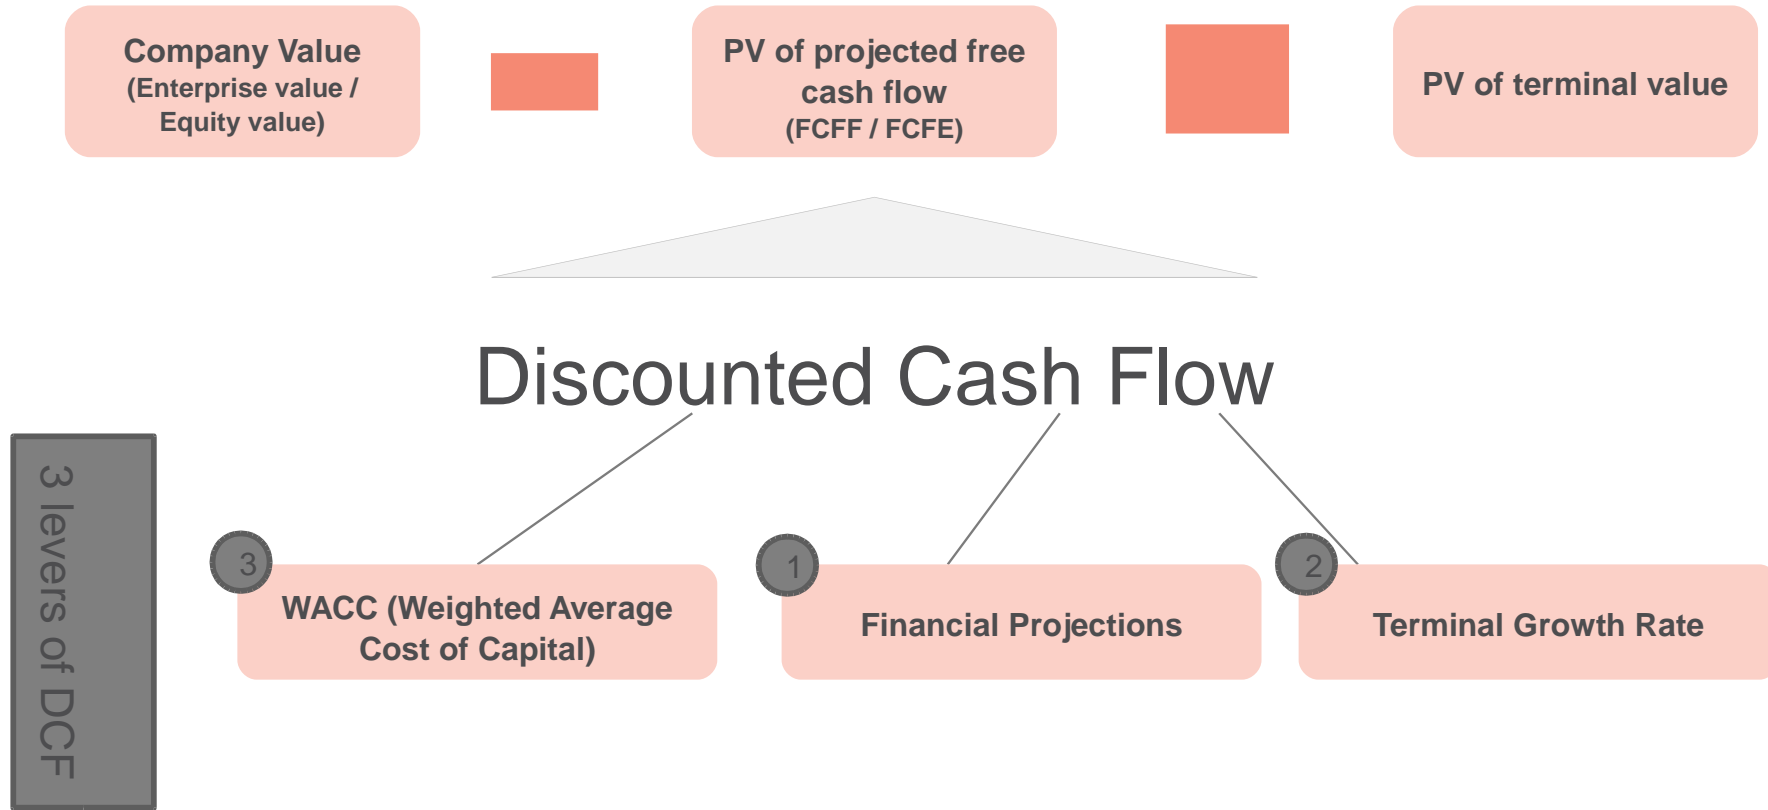 Company Value
(Enterprise value /
Equity value)
PV of projected free
cash flow
(FCFF / FCFE)
PV of terminal value
Discounted Cash Flow
3 levers of DCF
3
WACC (Weighted Average
Cost of Capital)
1
Financial Projections
2
Terminal Growth Rate